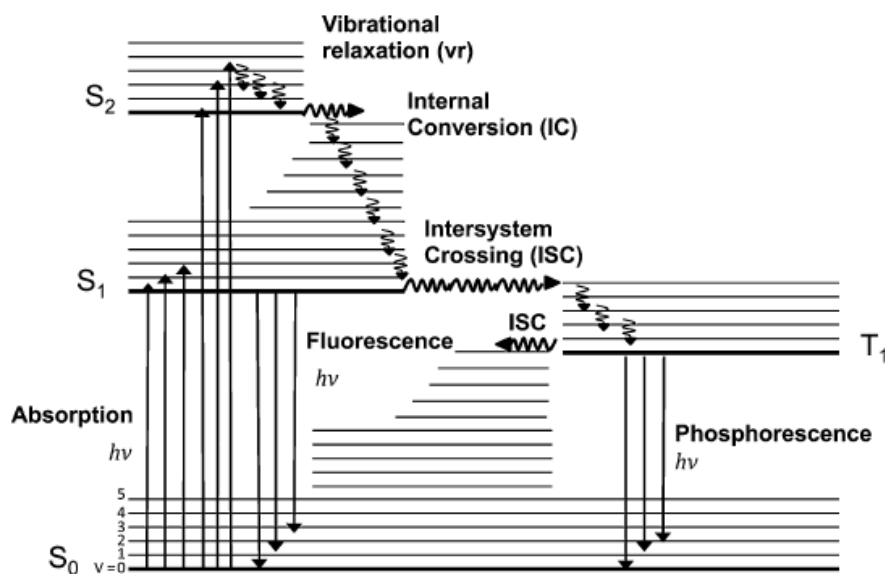 Vibrational
relaxation (vr)
S₂
Internal
Conversion (IC)
Intersystem
Crossing (ISC)
S₁
ISC
Fluorescence
hν
T₁
Absorption
hν
Phosphorescence
hν
5
4
3
2
1
S₀ V=0